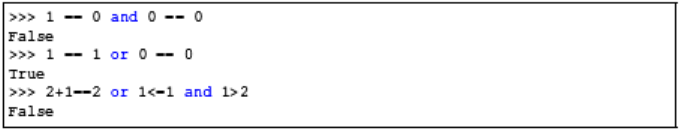 >>> 1 == 0 and 0 == 0
False
>>> 1 == 1 or 0 == 0
True
>>> 2+1==2 or 1<=1 and 1>2
False